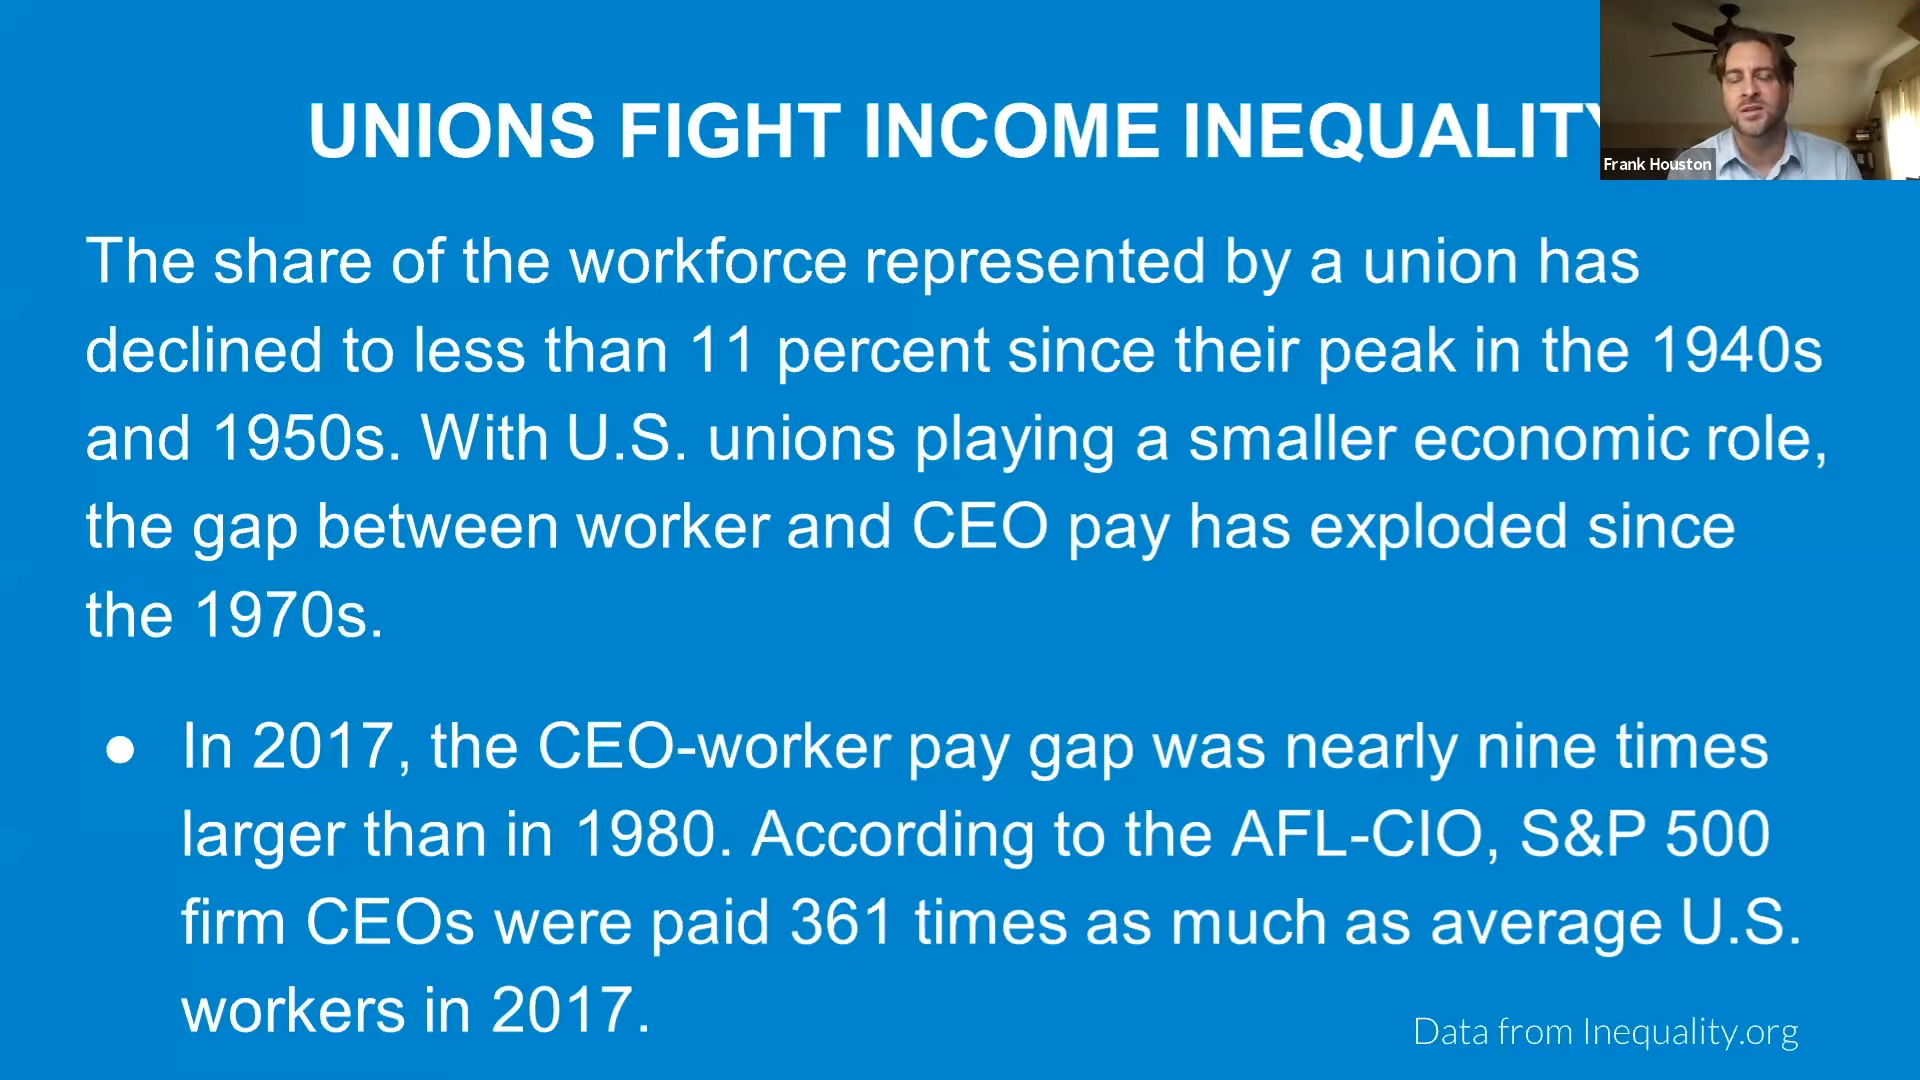 UNIONS FIGHT INCOME INEQUALITY
Frank Houston
The share of the workforce represented by a union has
declined to less than 11 percent since their peak in the 1940s
and 1950s. With U.S. unions playing a smaller economic role,
the gap between worker and CEO pay has exploded since
the 1970s.
● In 2017, the CEO-worker pay gap was nearly nine times
larger than in 1980. According to the AFL-CIO, S&P 500
firm CEOs were paid 361 times as much as average U.S.
workers in 2017.
Data from Inequality.org